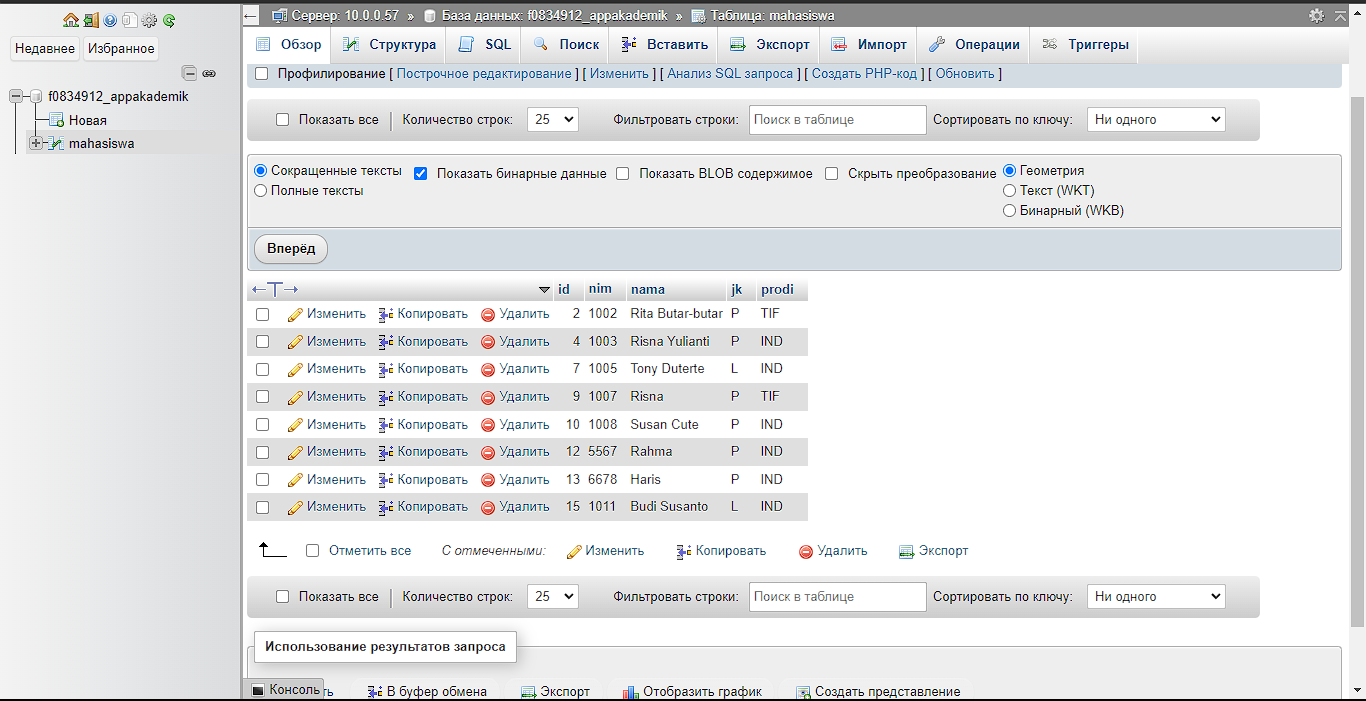 Сервер: 10.0.0.57 » База данных: f0834912_appakademik » Таблица: mahasiswa
Недавнее Избранное
f0834912_appakademik
Новая
mahasiswa
Обзор Структура SQL Поиск Вставить Экспорт Импорт Операции Триггеры
Профилирование [ Построчное редактирование ] [ Изменить ] [ Анализ SQL запроса ] [ Создать PHP-код ] [ Обновить ]
Показать все | Количество строк: 25 Фильтровать строки: Поиск в таблице Сортировать по ключу: Ни одного
Сокращенные тексты Показать бинарные данные Показать BLOB содержимое Скрыть преобразование Геометрия
Полные тексты Текст (WKT)
Бинарный (WKB)
Вперёд
←T→ id nim nama jk prodi
Изменить Копировать Удалить 2 1002 Rita Butar-butar P TIF
Изменить Копировать Удалить 4 1003 Risna Yulianti P IND
Изменить Копировать Удалить 7 1005 Tony Duterte L IND
Изменить Копировать Удалить 9 1007 Risna P TIF
Изменить Копировать Удалить 10 1008 Susan Cute P IND
Изменить Копировать Удалить 12 5567 Rahma P IND
Изменить Копировать Удалить 13 6678 Haris P IND
Изменить Копировать Удалить 15 1011 Budi Susanto L IND
Отметить все С отмеченными: Изменить Копировать Удалить Экспорт
Показать все | Количество строк: 25 Фильтровать строки: Поиск в таблице Сортировать по ключу: Ни одного
Использование результатов запроса
Консоль ть В буфер обмена Экспорт Отобразить график Создать представление